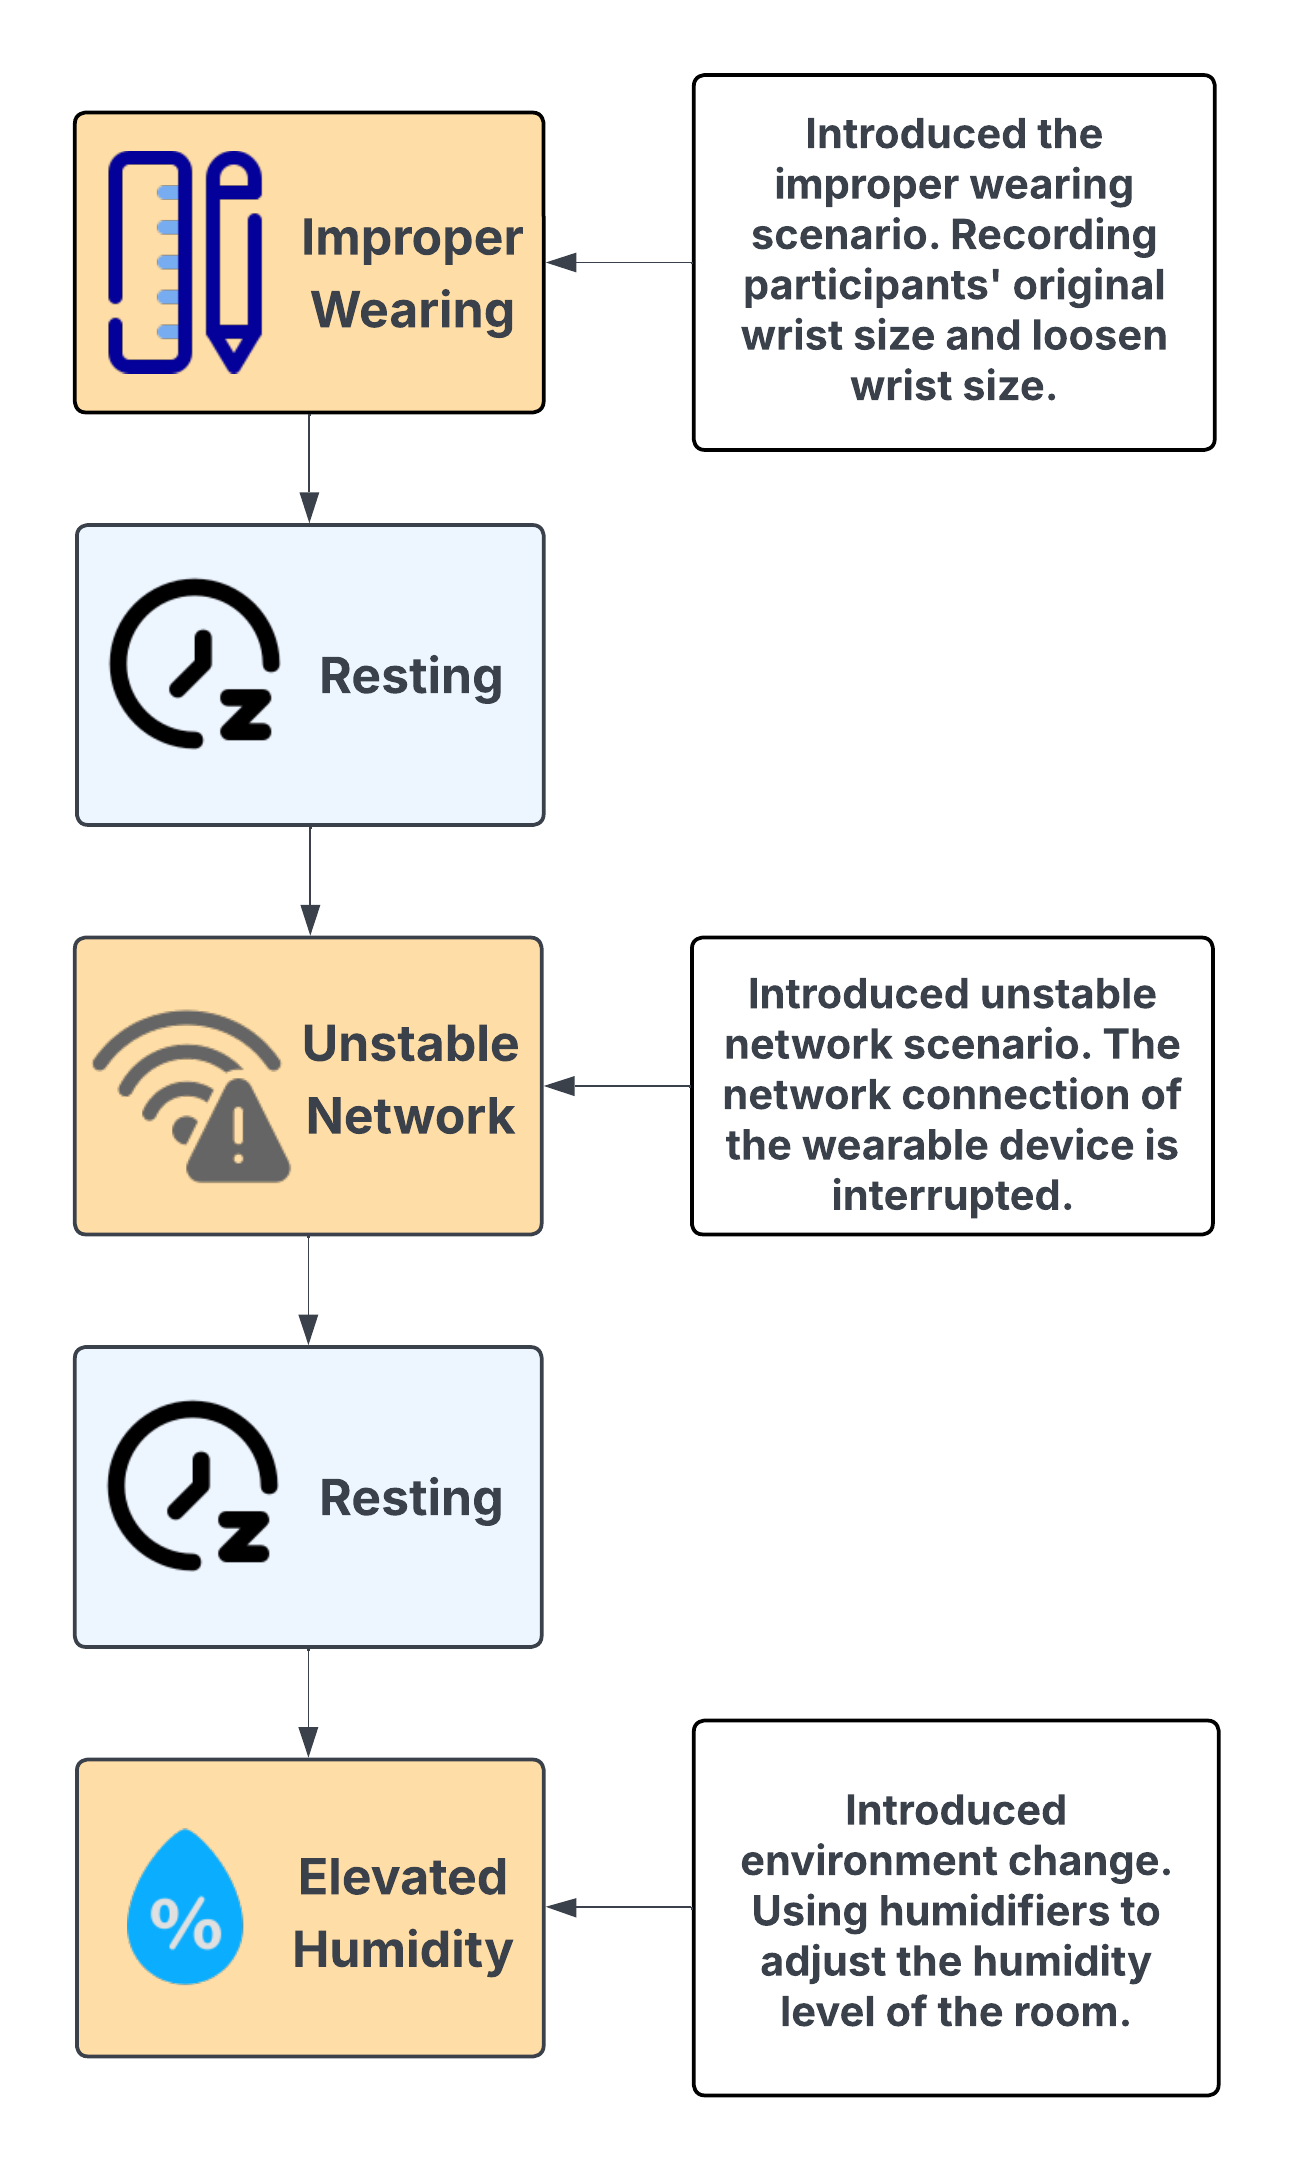 Improper
Wearing
Introduced the
improper wearing
scenario. Recording
participants' original
wrist size and loosen
wrist size.
Resting
Unstable
Network
Introduced unstable
network scenario. The
network connection of
the wearable device is
interrupted.
Resting
%
Elevated
Humidity
Introduced
environment change.
Using humidifiers to
adjust the humidity
level of the room.